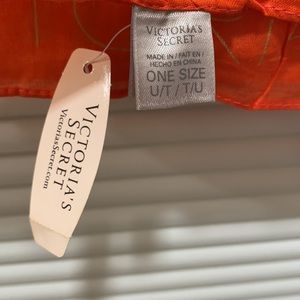 VICTORIA'S
SECRET
MADE IN / FAIT EN /
HECHO EN CHINA
ONE SIZE
U/T / T/U
VICTORIA'S
SECRET
VictoriasSecret.com